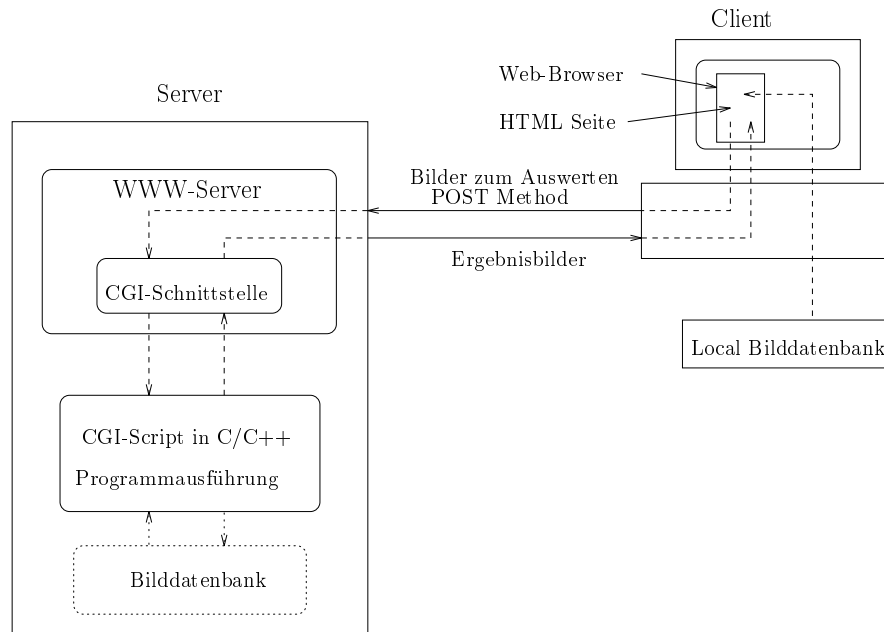 Client
Web-Browser
Server
HTML Seite
Bilder zum Auswerten
WWW-Server
POST Method
Ergebnisbilder
CGI-Schnittstelle
Local Bilddatenbank
CGI-Script in C/C++
Programmausführung
Bilddatenbank